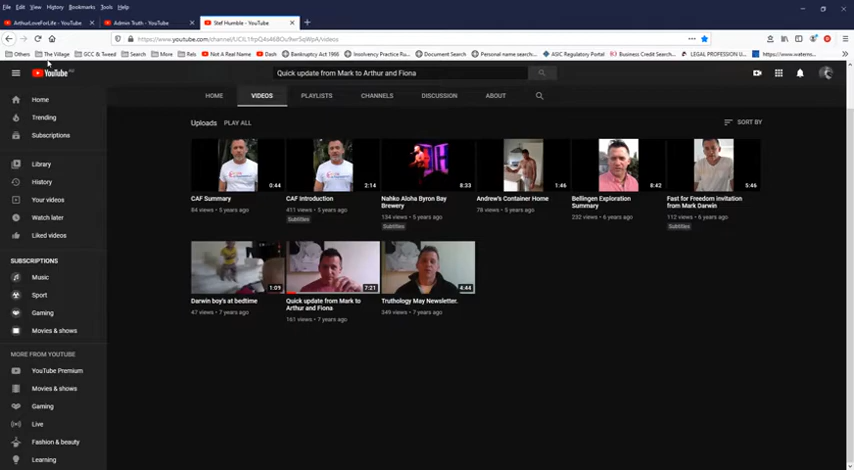 File Edit View History Bookmarks Tools Help
ArthurLoveForLife - YouTube Admin Truth - YouTube Stef Humble - YouTube
Others The Village GCC & Tweed Search More Rels Not A Real Name Dash Bankruptcy Act 1966 Insolvency Practice Ru... Document Search Personal name search... ASIC Regulatory Portal Business Credit Search... LEGAL PROFESSION U... https://www.waterm...
YouTube
Quick update from Mark to Arthur and Fiona
HOME VIDEOS PLAYLISTS CHANNELS DISCUSSION ABOUT
Home
Trending
Subscriptions
Library
History
Your videos
Watch later
Liked videos
SUBSCRIPTIONS
Music
Sport
Gaming
Movies & shows
MORE FROM YOUTUBE
YouTube Premium
Movies & shows
Gaming
Live
Fashion & beauty
Learning
Uploads PLAY ALL SORT BY
0:44
CAF Summary
84 views • 5 years ago
2:14
CAF Introduction
411 views • 5 years ago
Subtitles
8:33
Nahko Aloha Byron Bay
Brewery
134 views • 5 years ago
Subtitles
1:46
Andrew's Container Home
78 views • 5 years ago
8:42
Bellingen Exploration
Summary
232 views • 6 years ago
5:46
Fast for Freedom invitation
from Mark Darwin
112 views • 6 years ago
Subtitles
1:09
Darwin boy's at bedtime
47 views • 7 years ago
7:21
Quick update from Mark to
Arthur and Fiona
161 views • 7 years ago
4:44
Truthology May Newsletter.
349 views • 7 years ago